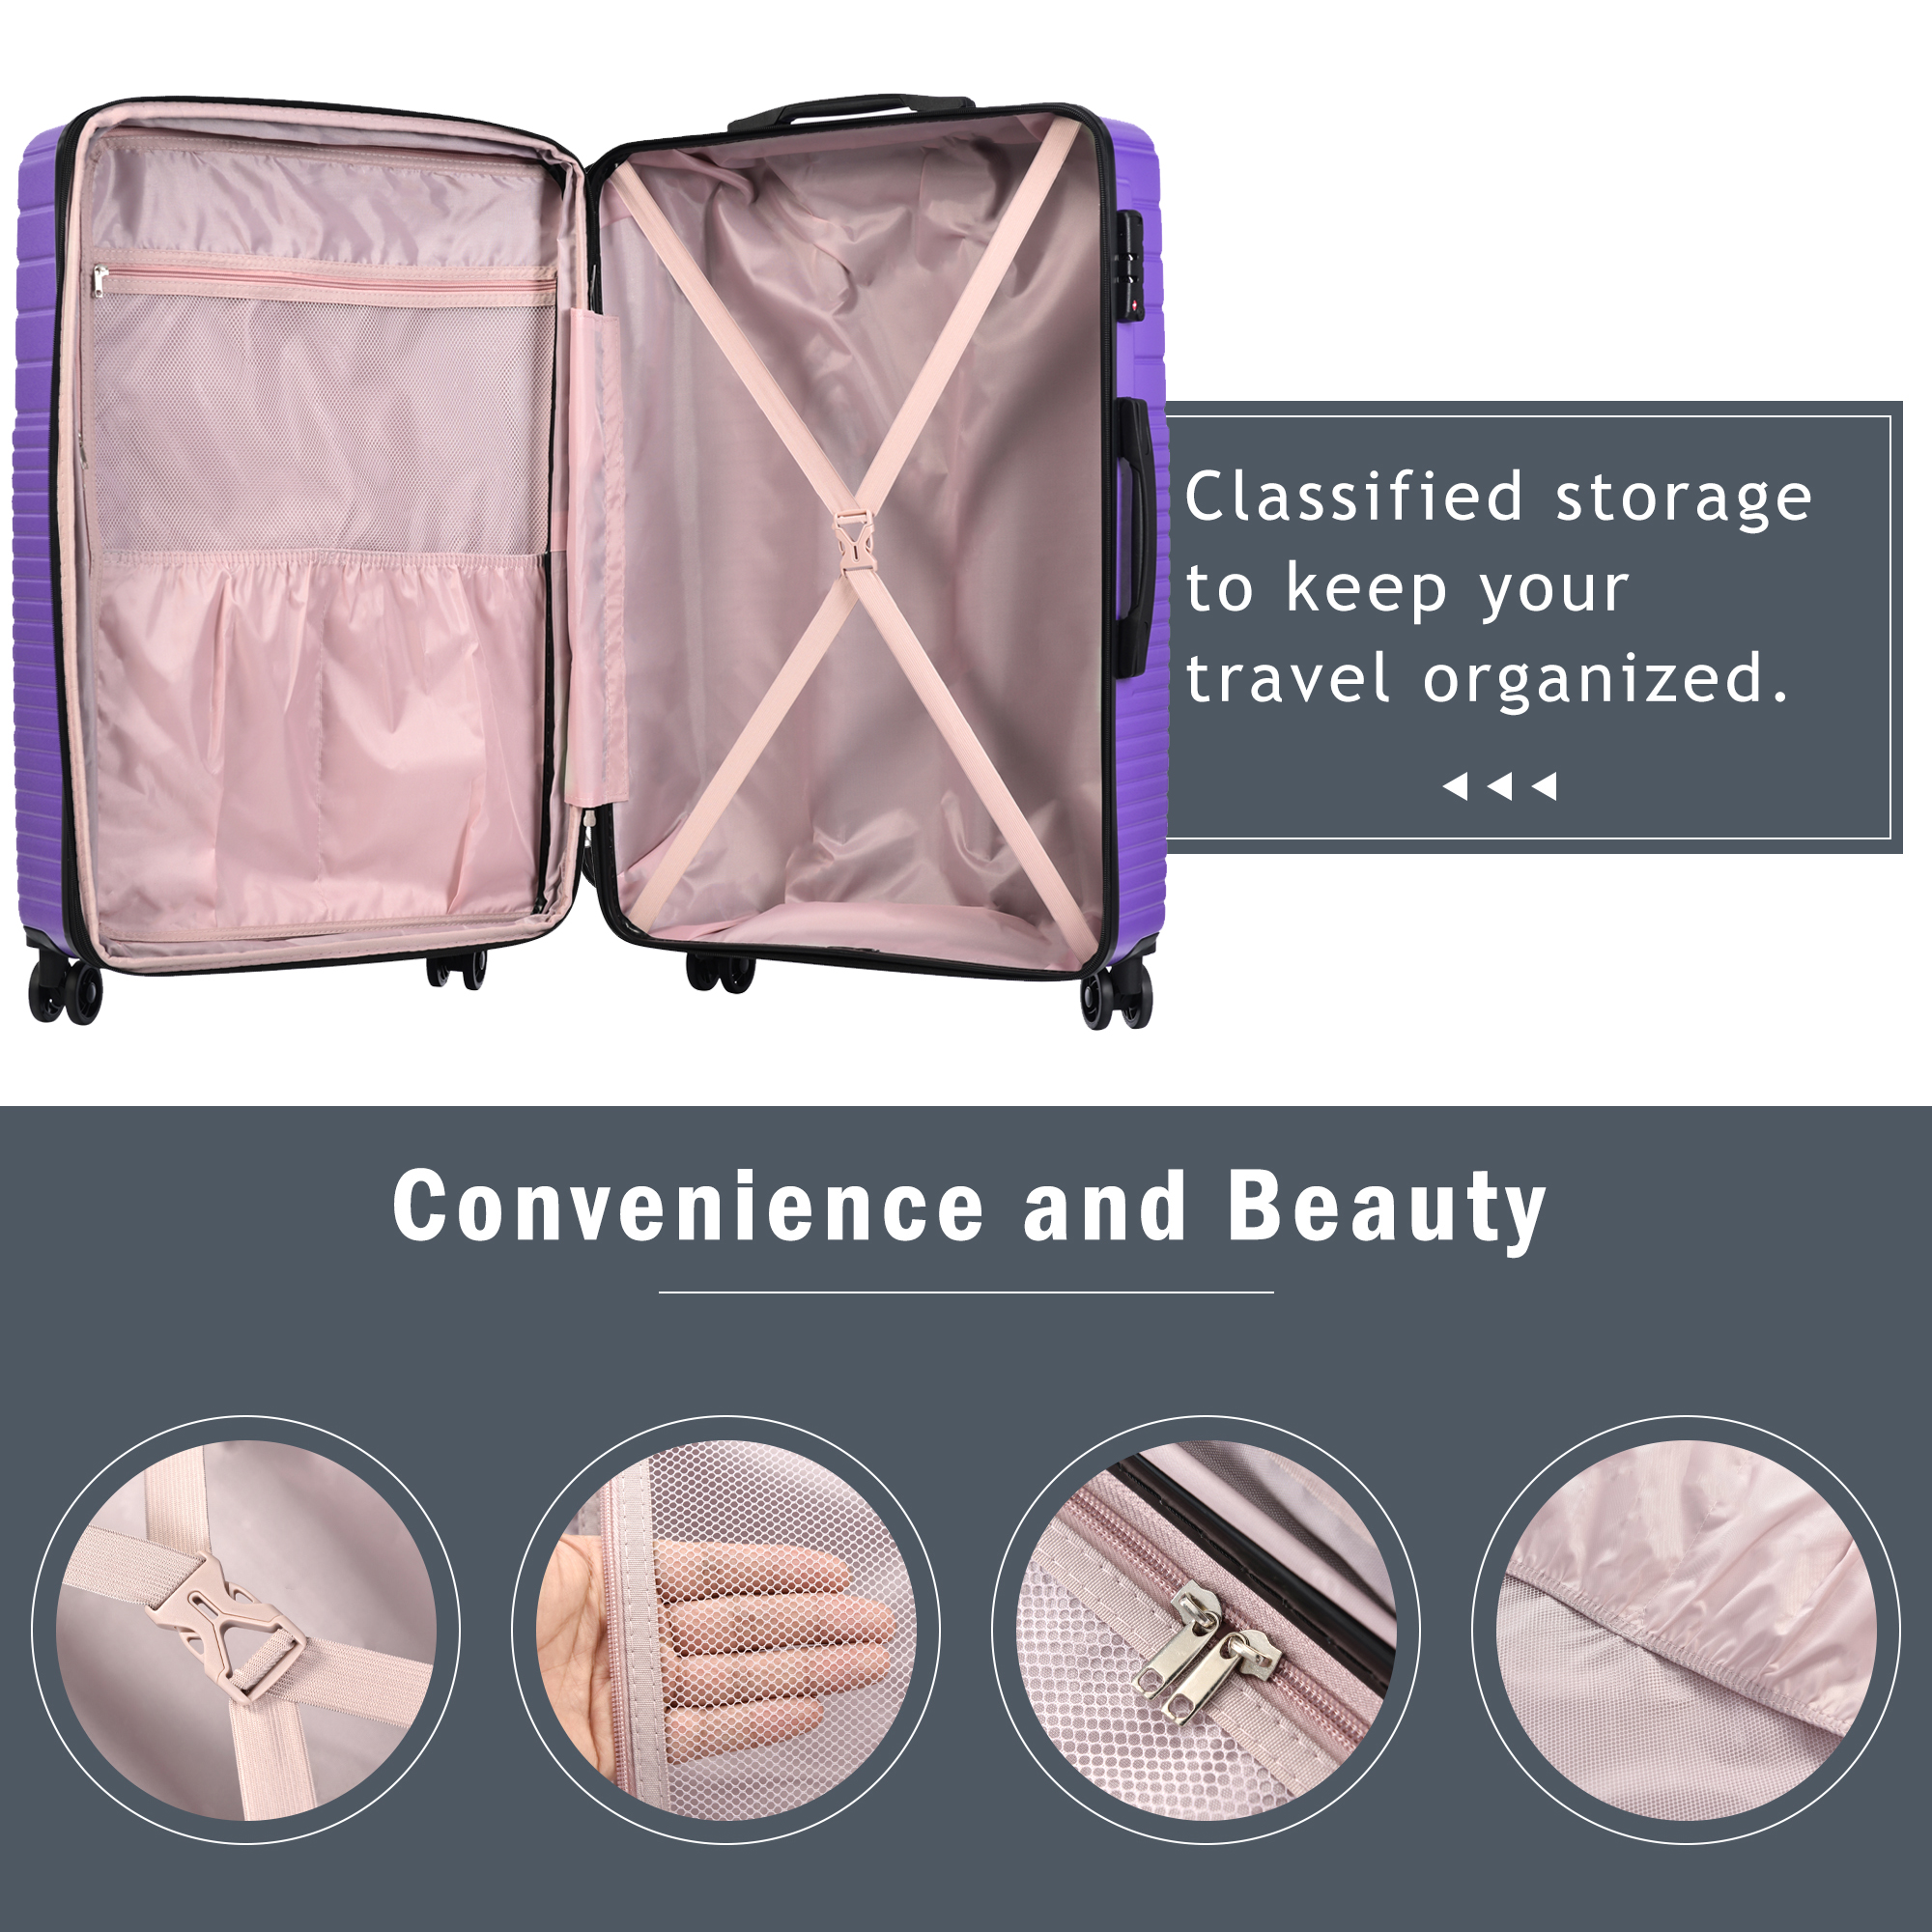 Classified storage
to keep your
travel organized.
Convenience and Beauty